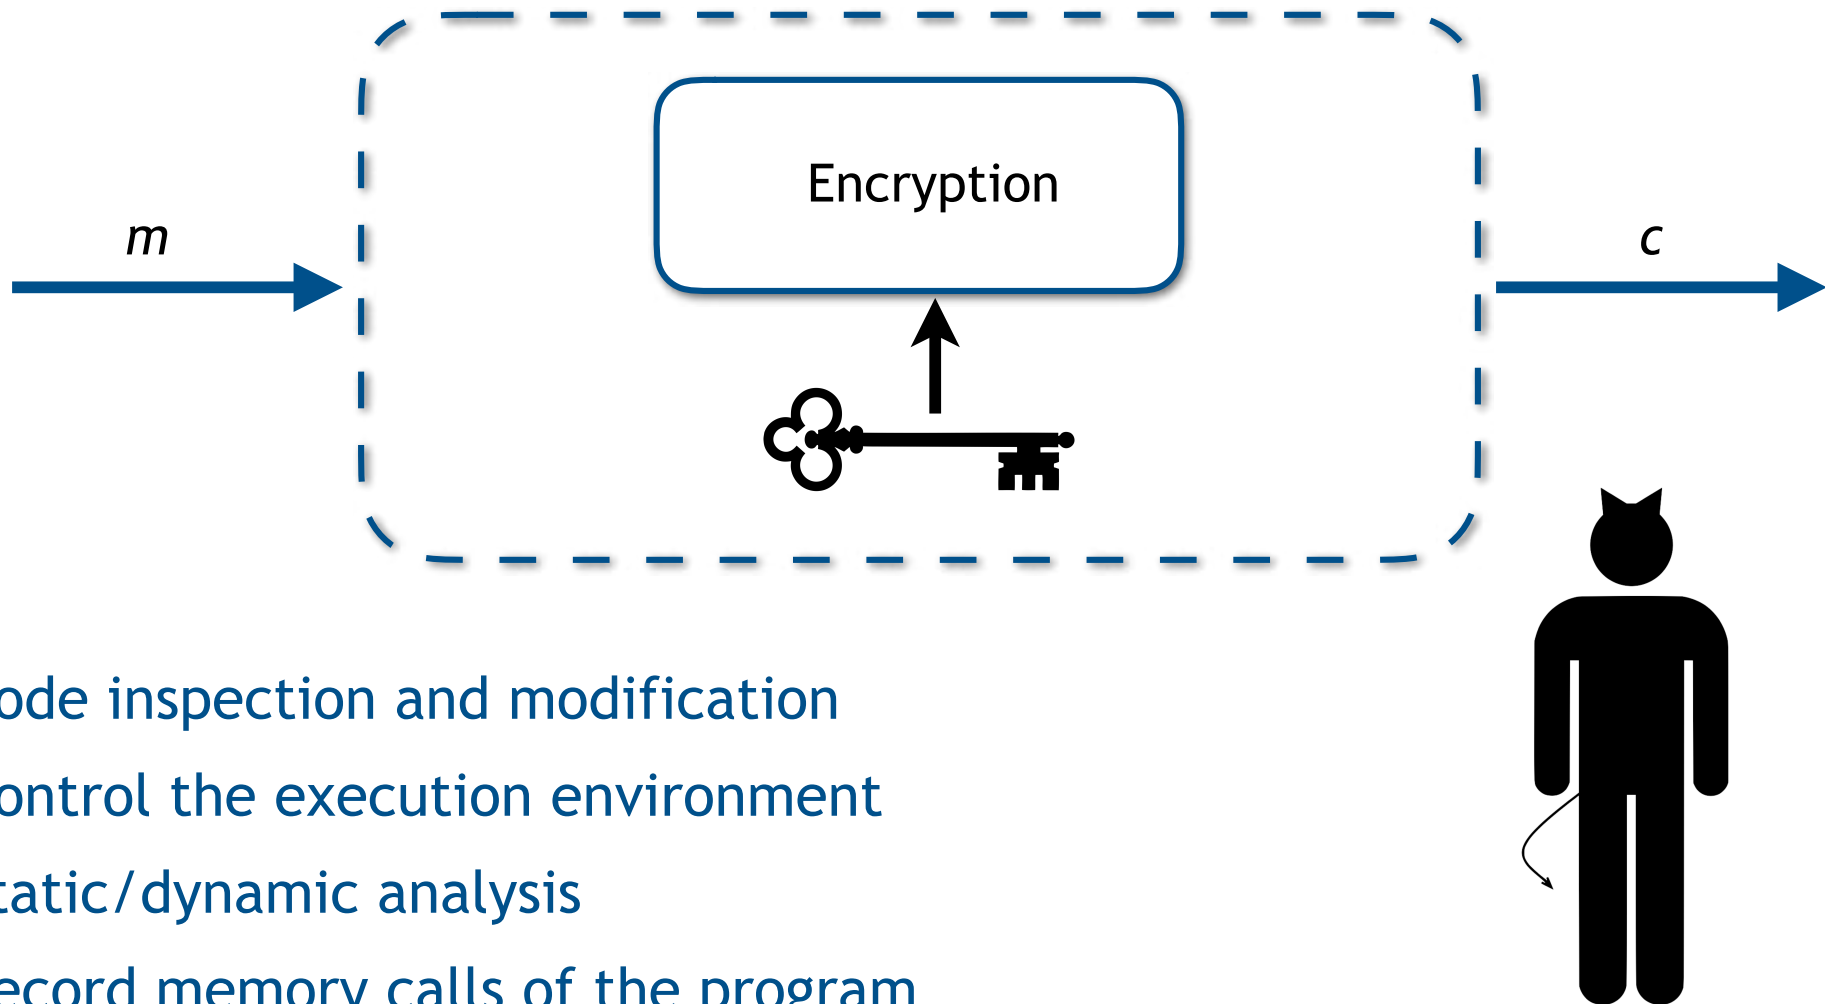 Encryption
m
c
ode inspection and modification
ontrol the execution environment
tatic/dynamic analysis
ecord memory calls of the program